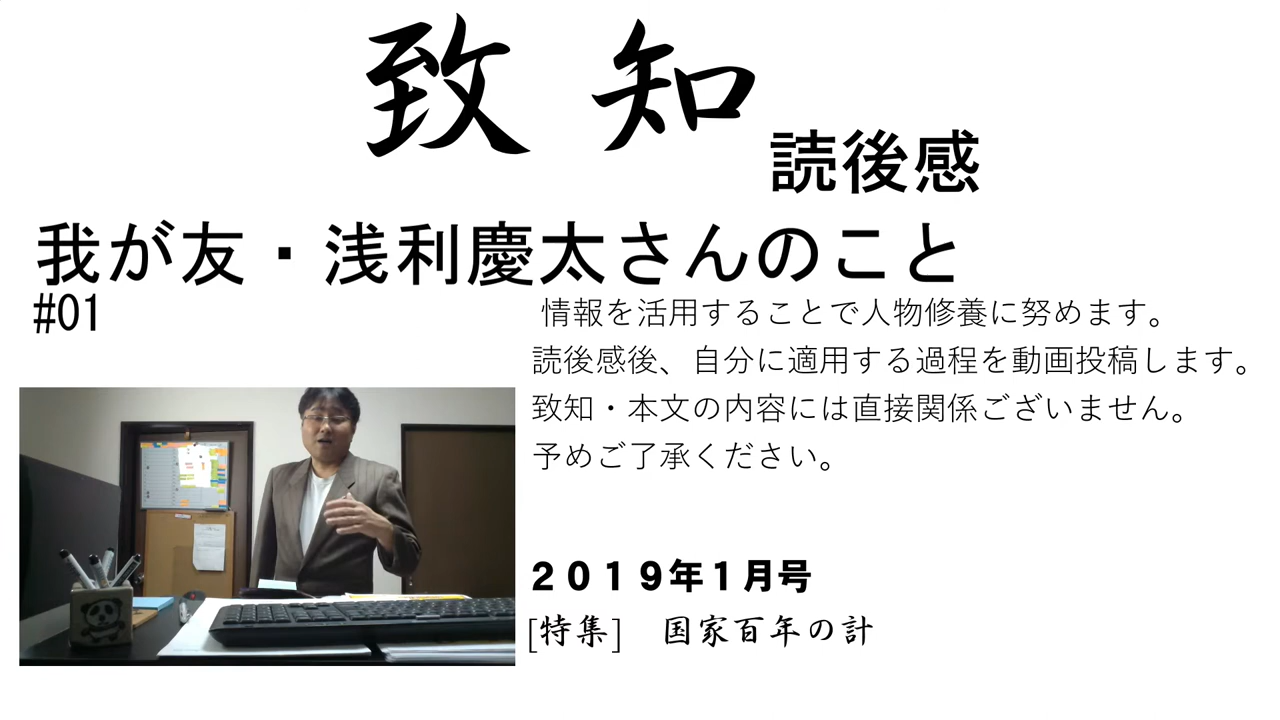 致知
読後感
我が友・浅利慶太さんのこと
#01
情報を活用することで人物修養に努めます。
読後感後、自分に適用する過程を動画投稿します。
致知・本文の内容には直接関係ございません。
予めご了承ください。
２０１９年１月号
[特集]　国家百年の計